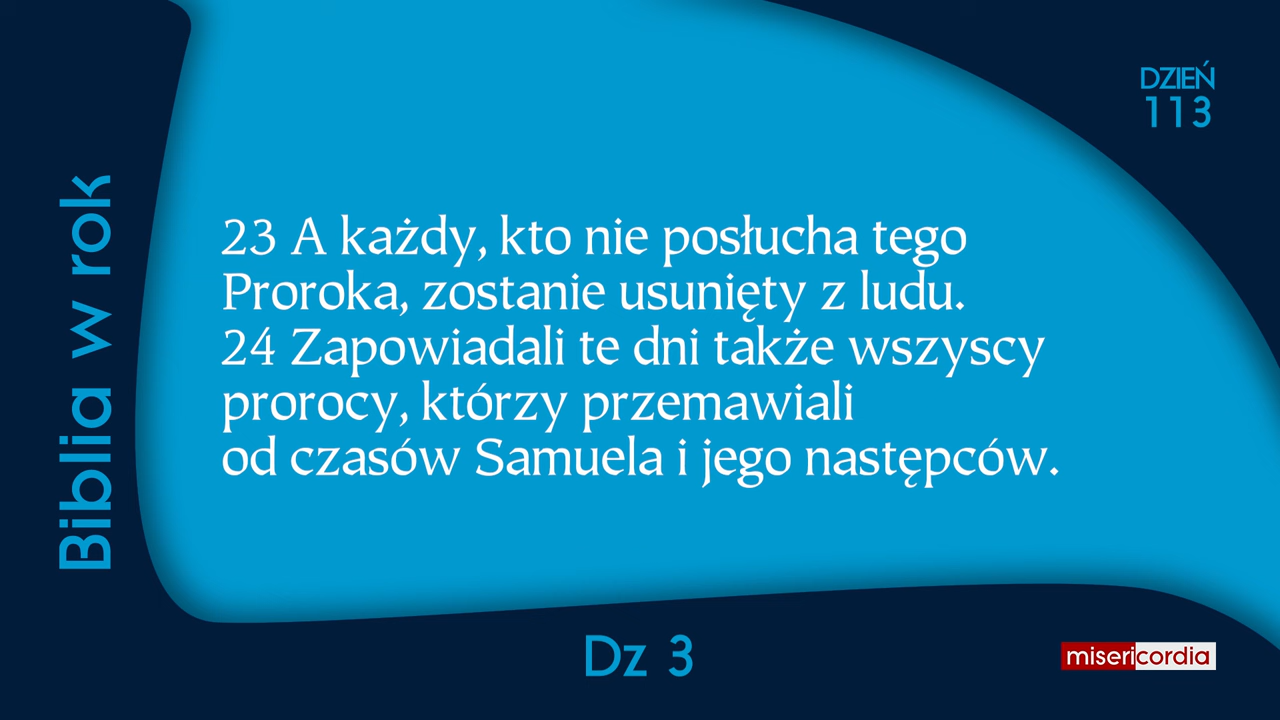 DZIEŃ
113
Biblia w rok
23 A każdy, kto nie posłucha tego
Proroka, zostanie usunięty z ludu.
24 Zapowiadali te dni także wszyscy
prorocy, którzy przemawiali
od czasów Samuela i jego następców.
Dz 3
misericordia